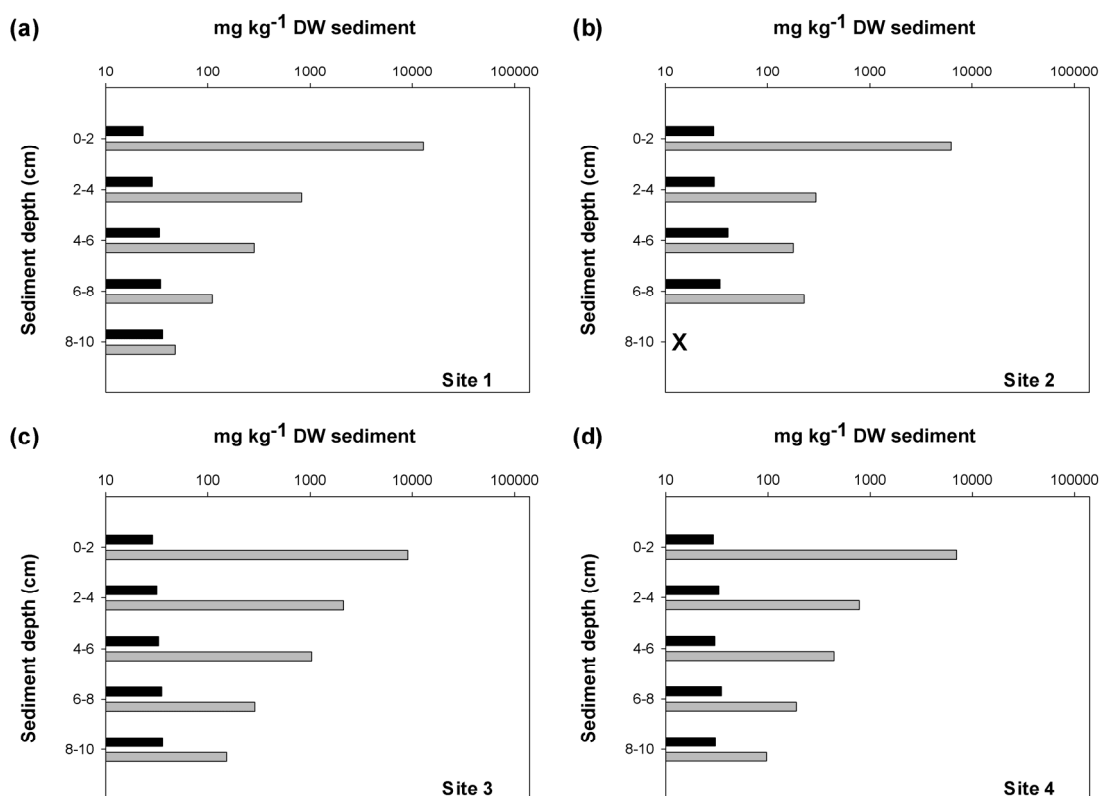 (a)
mg kg-1 DW sediment
10 100 1000 10000 100000
Sediment depth (cm)
0-2
2-4
4-6
6-8
8-10
Site 1
(b)
mg kg-1 DW sediment
10 100 1000 10000 100000
Sediment depth (cm)
0-2
2-4
4-6
6-8
8-10 X
Site 2
(c)
mg kg-1 DW sediment
10 100 1000 10000 100000
Sediment depth (cm)
0-2
2-4
4-6
6-8
8-10
Site 3
(d)
mg kg-1 DW sediment
10 100 1000 10000 100000
Sediment depth (cm)
0-2
2-4
4-6
6-8
8-10
Site 4